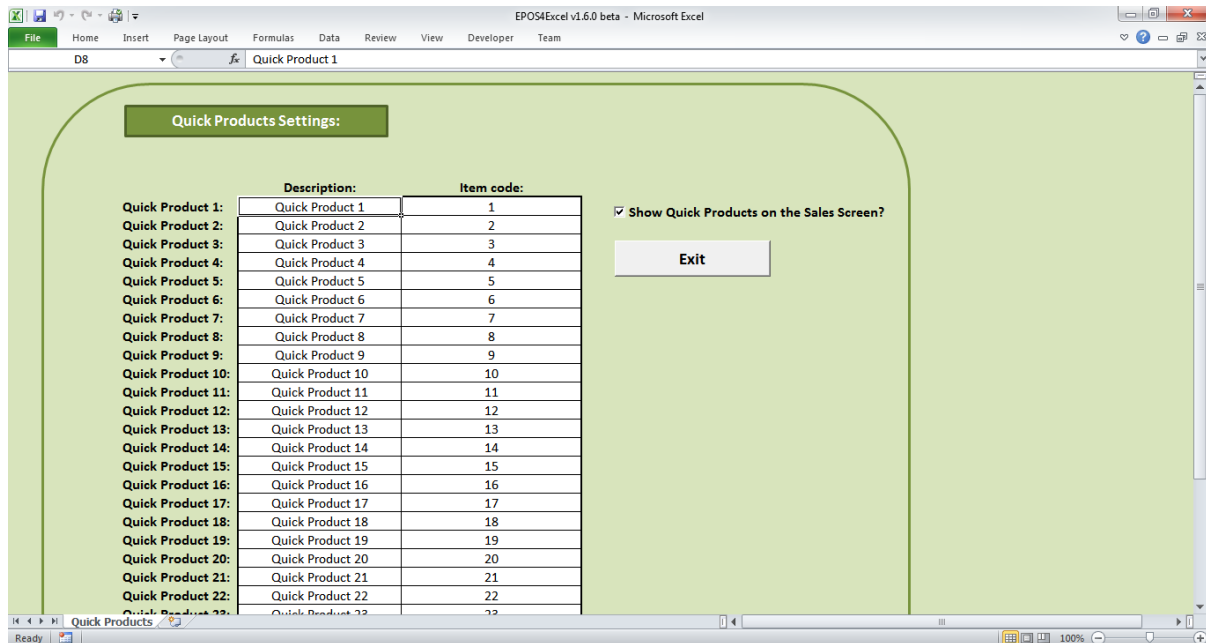 EPOS4Excel v1.6.0 beta - Microsoft Excel
File Home Insert Page Layout Formulas Data Review View Developer Team
D8 fx Quick Product 1
Quick Products Settings:
Description: Item code:
Quick Product 1: Quick Product 1 1
Show Quick Products on the Sales Screen?
Quick Product 2: Quick Product 2 2
Quick Product 3: Quick Product 3 3
Quick Product 4: Quick Product 4 4
Exit
Quick Product 5: Quick Product 5 5
Quick Product 6: Quick Product 6 6
Quick Product 7: Quick Product 7 7
Quick Product 8: Quick Product 8 8
Quick Product 9: Quick Product 9 9
Quick Product 10: Quick Product 10 10
Quick Product 11: Quick Product 11 11
Quick Product 12: Quick Product 12 12
Quick Product 13: Quick Product 13 13
Quick Product 14: Quick Product 14 14
Quick Product 15: Quick Product 15 15
Quick Product 16: Quick Product 16 16
Quick Product 17: Quick Product 17 17
Quick Product 18: Quick Product 18 18
Quick Product 19: Quick Product 19 19
Quick Product 20: Quick Product 20 20
Quick Product 21: Quick Product 21 21
Quick Product 22: Quick Product 22 22
Quick Product 23: Quick Product 23 23
Quick Products
Ready 100%